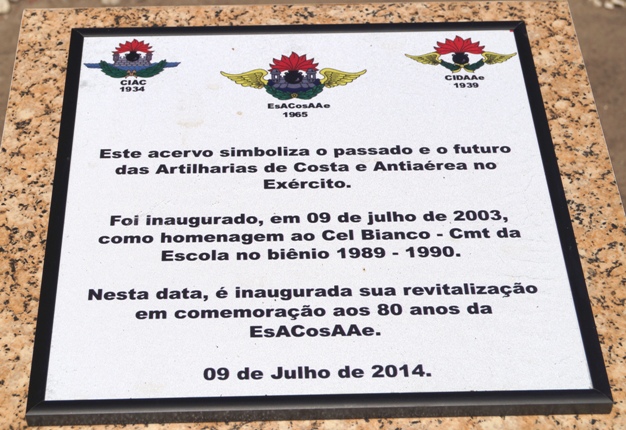 CIAC
1934
EsACosAAe
1965
CIDAAe
1939
Este acervo simboliza o passado e o futuro
das Artilharias de Costa e Antiaérea no
Exército.
Foi inaugurado, em 09 de julho de 2003,
como homenagem ao Cel Bianco - Cmt da
Escola no biênio 1989 - 1990.
Nesta data, é inaugurada sua revitalização
em comemoração aos 80 anos da
EsACosAAe.
09 de Julho de 2014.